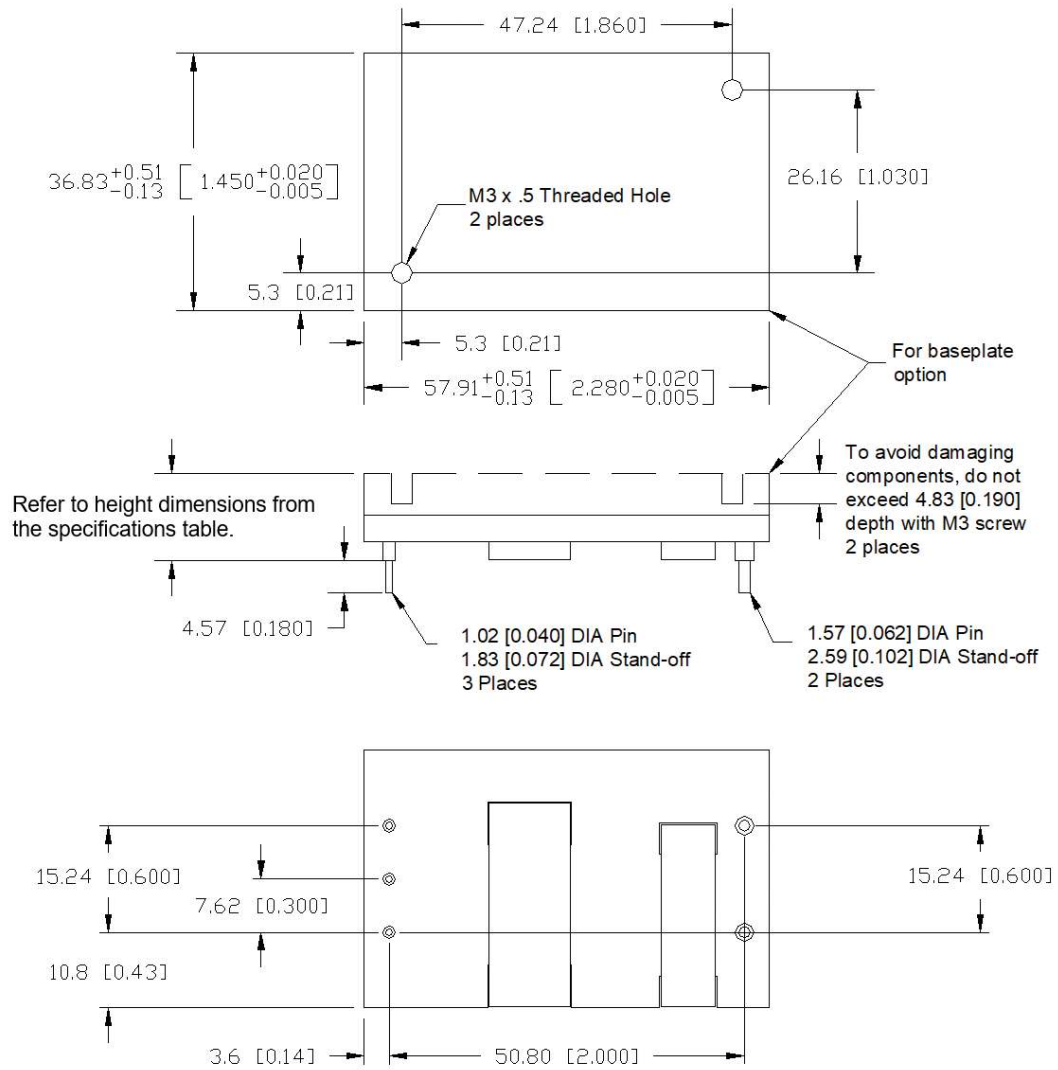 47.24 [1.860]
36.83 +0.51 -0.13 [ 1.450 +0.020 -0.005 ]
26.16 [1.030]
M3 x .5 Threaded Hole
2 places
5.3 [0.21]
5.3 [0.21]
57.91 +0.51 -0.13 [ 2.280 +0.020 -0.005 ]
For baseplate
option
Refer to height dimensions from
the specifications table.
To avoid damaging
components, do not
exceed 4.83 [0.190]
depth with M3 screw
2 places
4.57 [0.180]
1.02 [0.040] DIA Pin
1.83 [0.072] DIA Stand-off
3 Places
1.57 [0.062] DIA Pin
2.59 [0.102] DIA Stand-off
2 Places
15.24 [0.600]
7.62 [0.300]
15.24 [0.600]
10.8 [0.43]
3.6 [0.14]
50.80 [2.000]